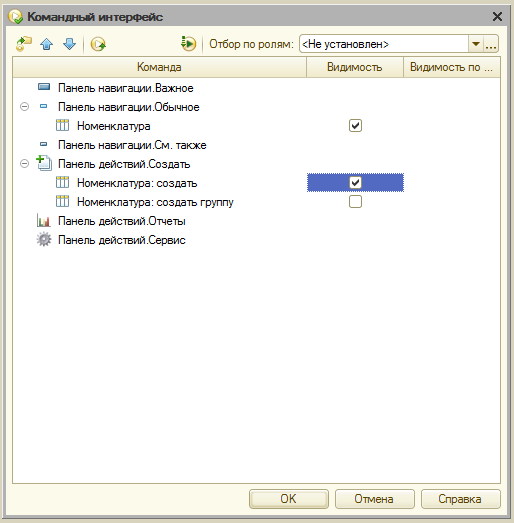 Командный интерфейс
Отбор по ролям: <Не установлен>
Команда Видимость Видимость по ...
Панель навигации.Важное
Панель навигации.Обычное
Номенклатура
Панель навигации.См. также
Панель действий.Создать
Номенклатура: создать
Номенклатура: создать группу
Панель действий.Отчеты
Панель действий.Сервис
OK Отмена Справка